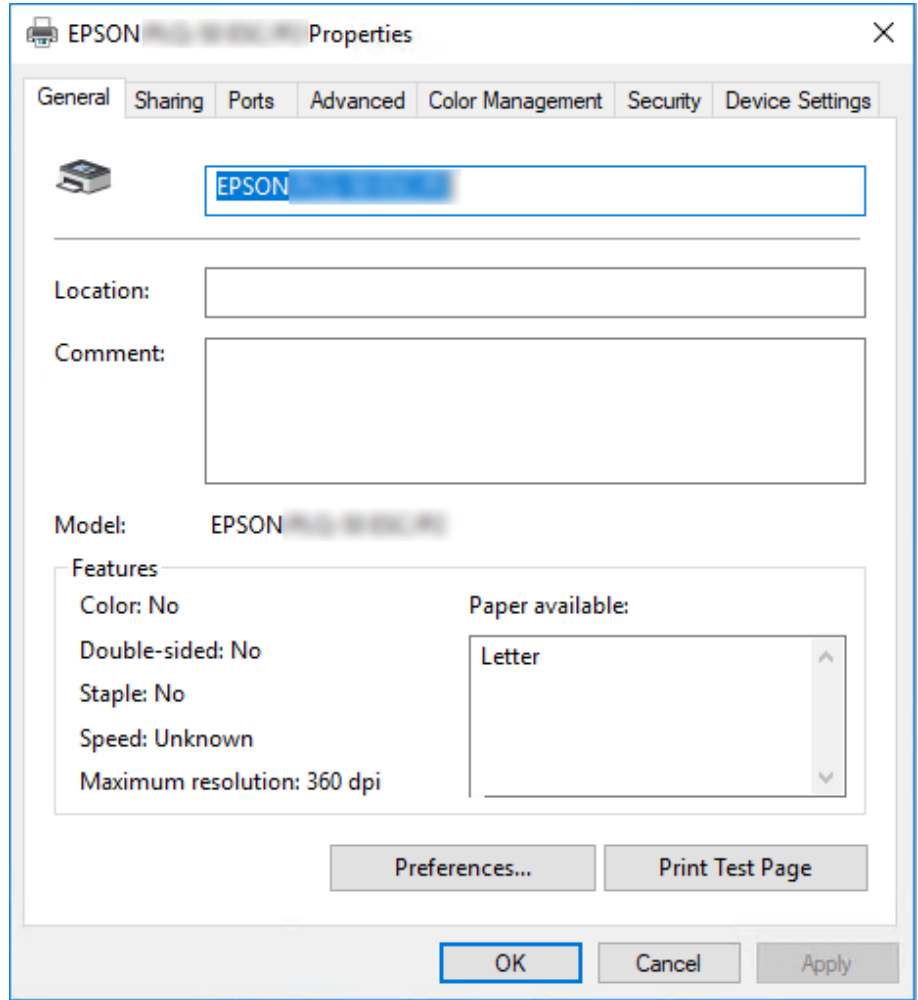 EPSON Properties
General Sharing Ports Advanced Color Management Security Device Settings
EPSON
Location:
Comment:
Model: EPSON
Features
Color: No
Paper available:
Double-sided: No
Letter
Staple: No
Speed: Unknown
Maximum resolution: 360 dpi
Preferences... Print Test Page
OK Cancel Apply